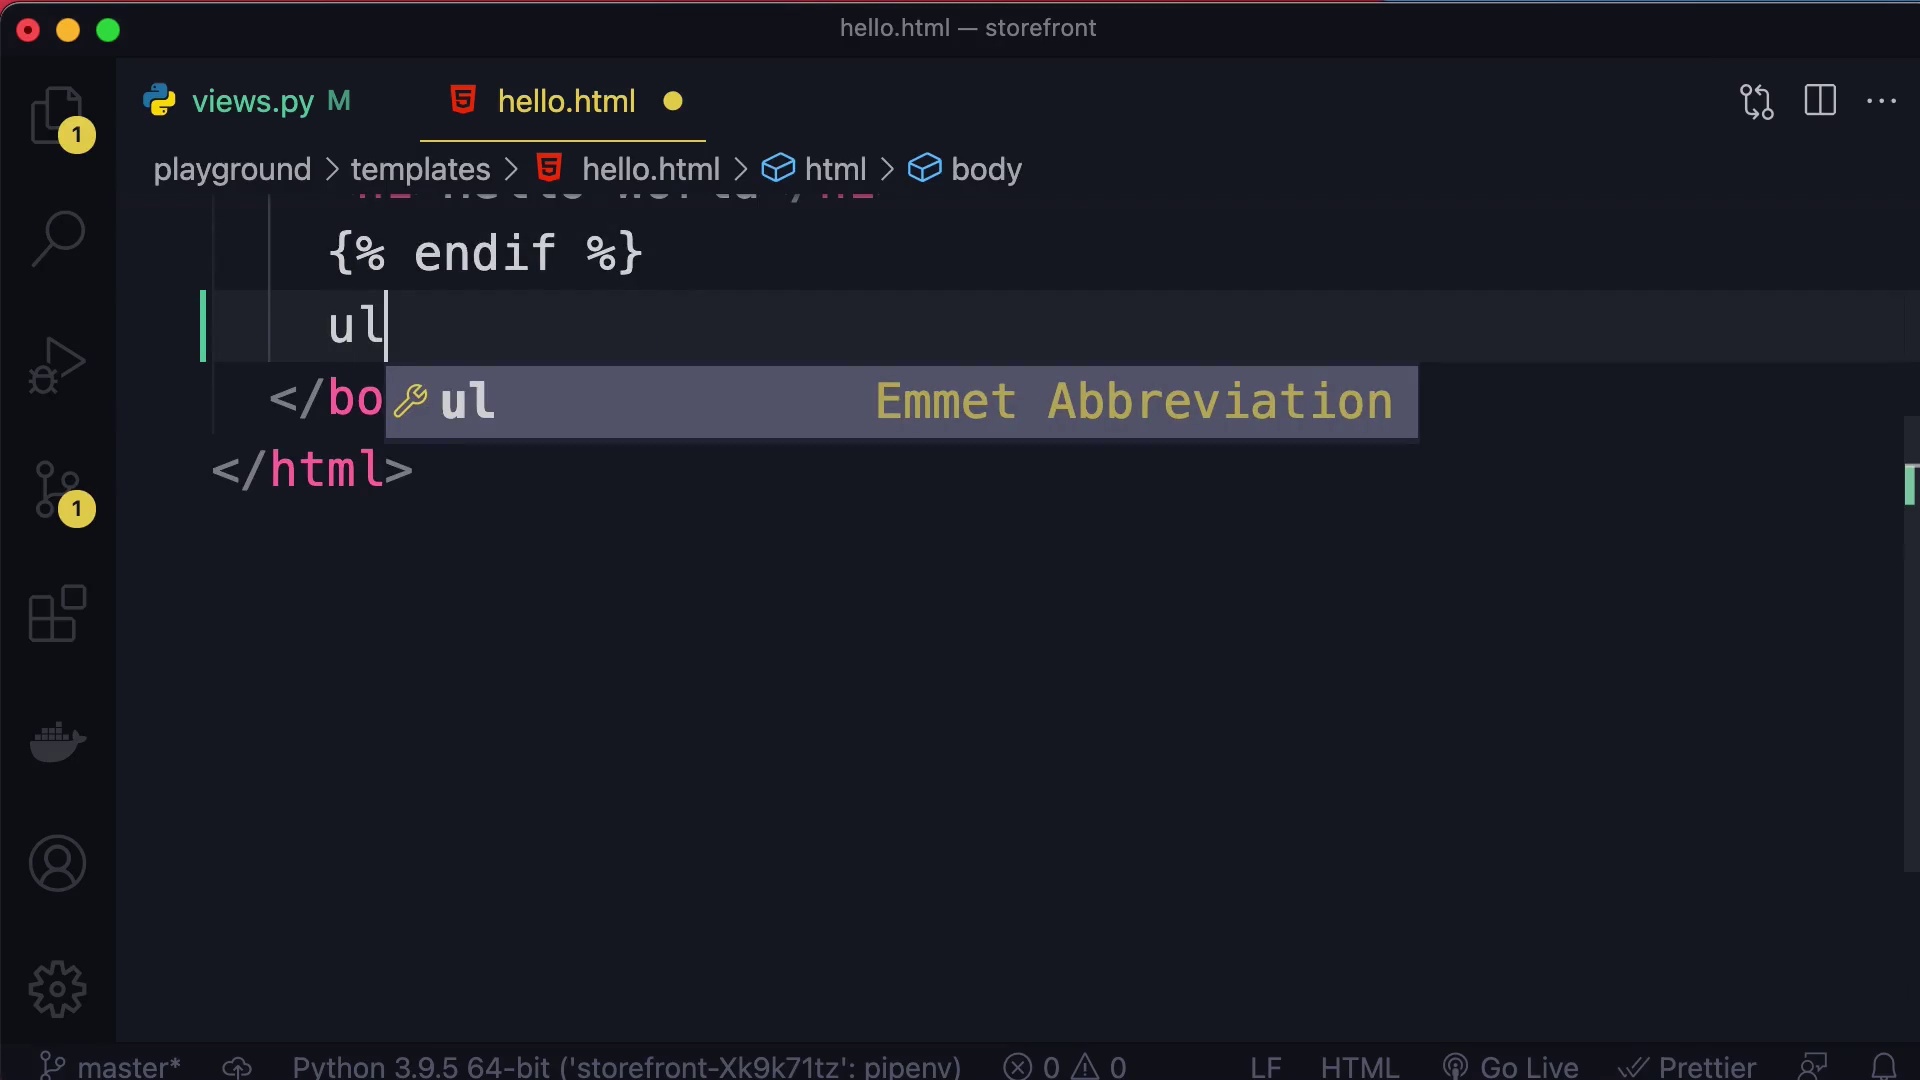 hello.html — storefront
views.py M hello.html
playground > templates > hello.html > html > body
{% endif %}
ul
</bo
ul Emmet Abbreviation
</html>
1
1
master* Python 3.9.5 64-bit ('storefront-Xk9k71tz': pipenv) 0 0 LF HTML Go Live Prettier